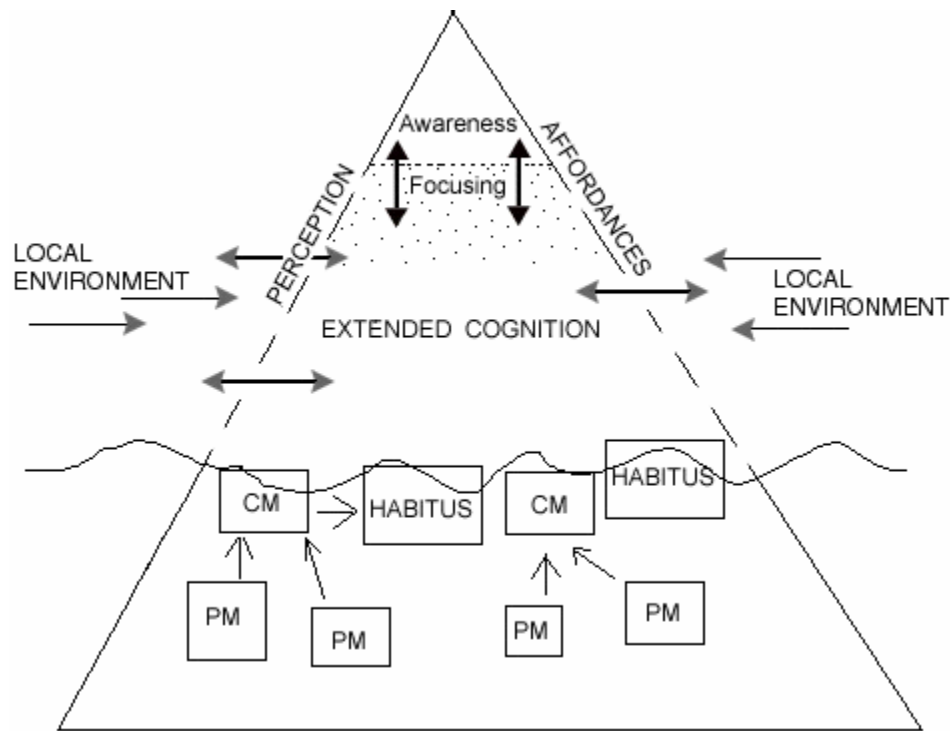 Awareness
AFFORDANCES
Focusing
PERCEPTION
LOCAL
ENVIRONMENT
LOCAL
ENVIRONMENT
EXTENDED COGNITION
CM
HABITUS
CM
HABITUS
PM
PM
PM
PM